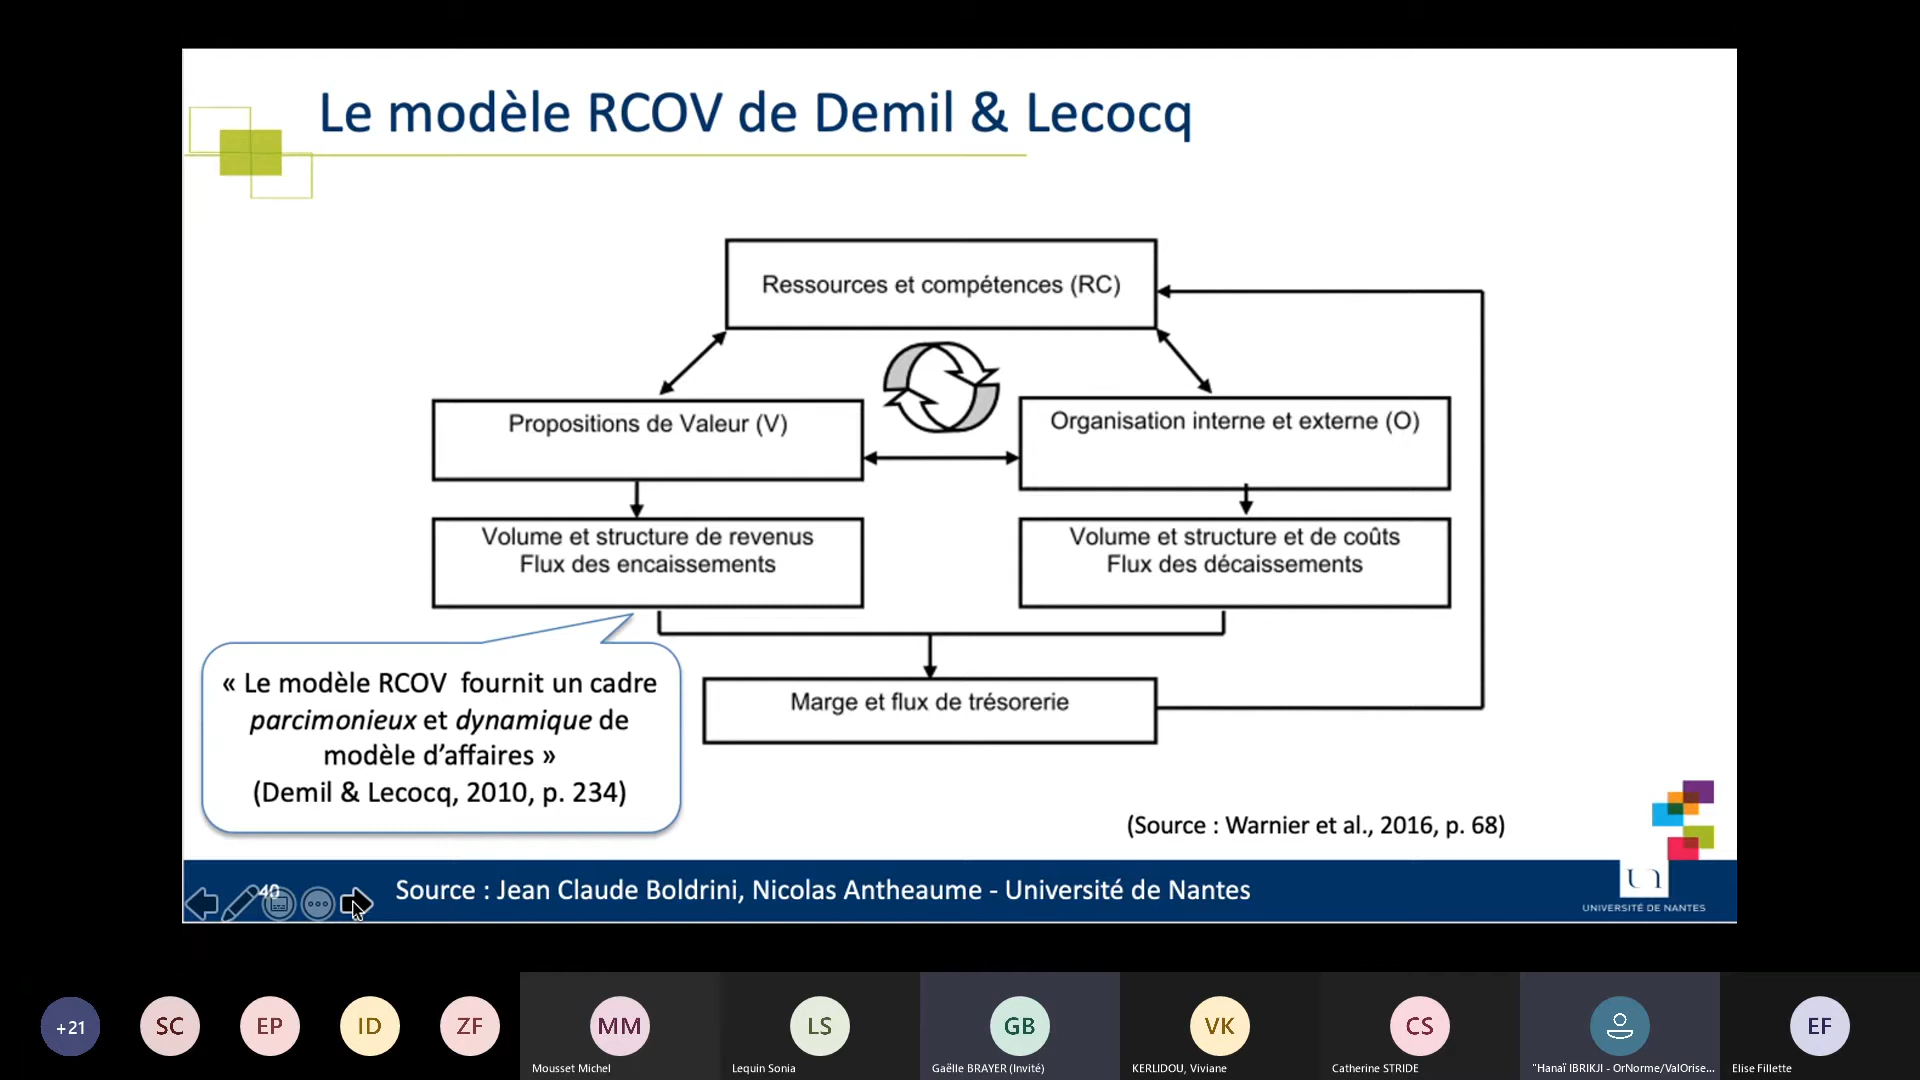 Le modèle RCOV de Demil & Lecocq
Ressources et compétences (RC)
Propositions de Valeur (V)
Organisation interne et externe (O)
Volume et structure de revenus
Flux des encaissements
Volume et structure et de coûts
Flux des décaissements
Marge et flux de trésorerie
« Le modèle RCOV  fournit un cadre
parcimonieux et dynamique de
modèle d’affaires »
(Demil & Lecocq, 2010, p. 234)
(Source : Warnier et al., 2016, p. 68)
40
Source : Jean Claude Boldrini, Nicolas Antheaume - Université de Nantes
UNIVERSITÉ DE NANTES
+21
SC
EP
ID
ZF
MM
LS
GB
VK
CS
EF
Mousset Michel
Lequin Sonia
Gaëlle BRAYER (Invité)
KERLIDOU, Viviane
Catherine STRIDE
"Hanaï IBRIKJI - OrNorme/ValOrise...
Elise Fillette